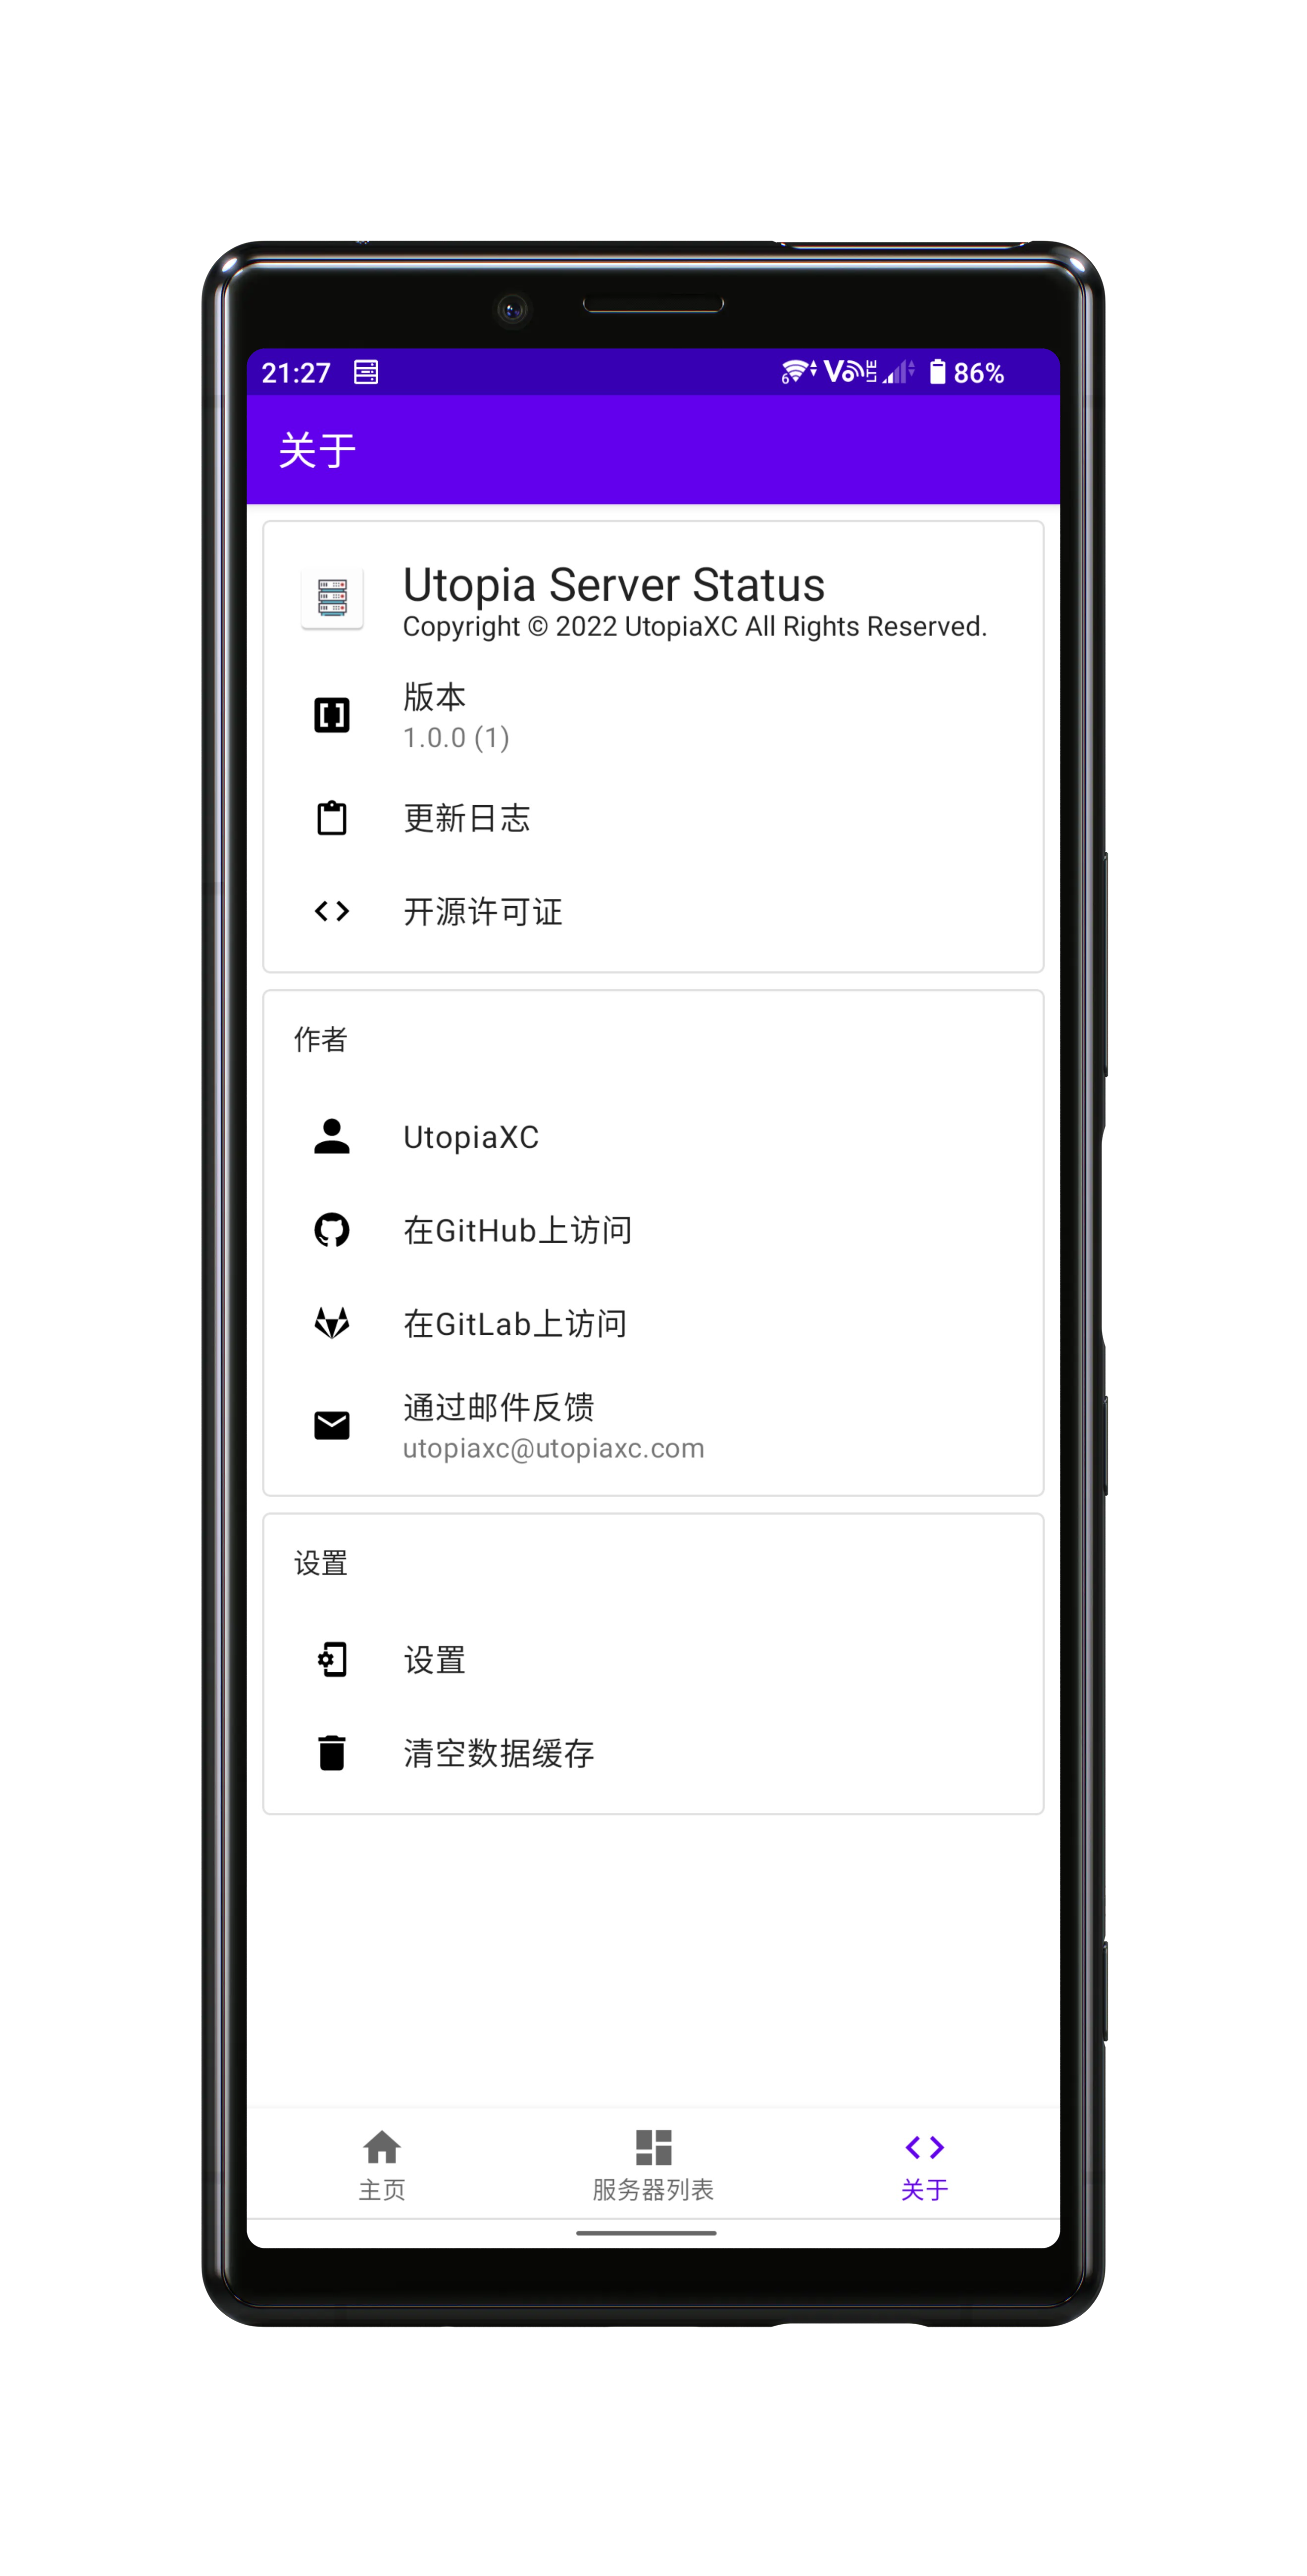 21:27
6 Vo LTE 86%
关于
Utopia Server Status
Copyright © 2022 UtopiaXC All Rights Reserved.
版本
1.0.0 (1)
更新日志
开源许可证
作者
UtopiaXC
在GitHub上访问
在GitLab上访问
通过邮件反馈
utopiaxc@utopiaxc.com
设置
设置
清空数据缓存
主页
服务器列表
关于